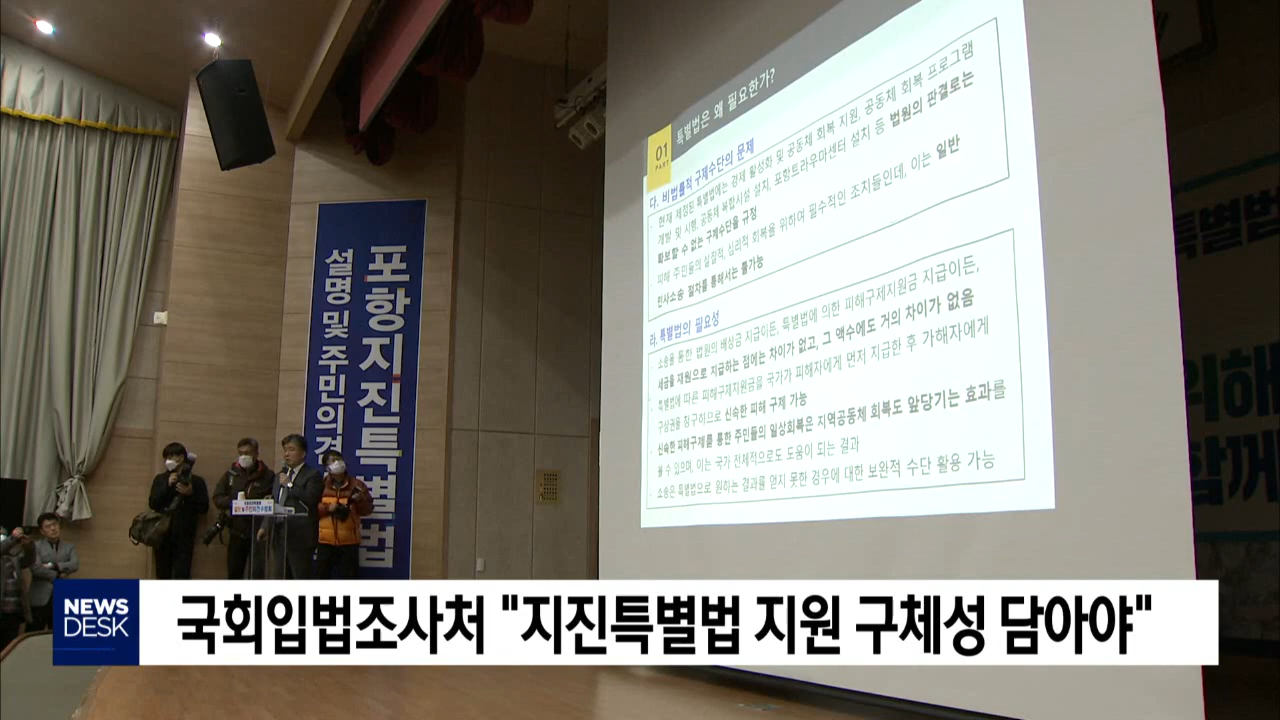 특별법은 왜 필요한가?
01
PART
다. 비법률적 구제수단의 문제
- 현재 제정된 특별법에는 경제 활성화 및 공동체 회복 지원, 공동체 회복 프로그램
개발 및 시행, 공동체 복합시설 설치, 포항트라우마센터 설치 등 법원의 판결로는
확보할 수 없는 구제수단을 규정
- 피해 주민들의 실질적, 심리적 회복을 위하여 필수적인 조치들인데, 이는 일반
민사소송 절차를 통해서는 불가능
라. 특별법의 필요성
- 소송을 통한 법원의 배상금 지급이든, 특별법에 의한 피해구제지원금 지급이든,
세금을 재원으로 지급하는 점에는 차이가 없고, 그 액수에도 거의 차이가 없음
- 특별법에 따른 피해구제지원금을 국가가 피해자에게 먼저 지급한 후 가해자에게
구상권을 청구하므로 신속한 피해 구제 가능
- 신속한 피해구제를 통한 주민들의 일상회복은 지역공동체 회복도 앞당기는 효과를
볼 수 있으며, 이는 국가 전체적으로도 도움이 되는 결과
- 소송은 특별법으로 원하는 결과를 얻지 못한 경우에 대한 보완적 수단 활용 가능
포항지진특별법
설명 및 주민의견
특별법
위해
함께
NEWS
DESK
국회입법조사처 "지진특별법 지원 구체성 담아야"